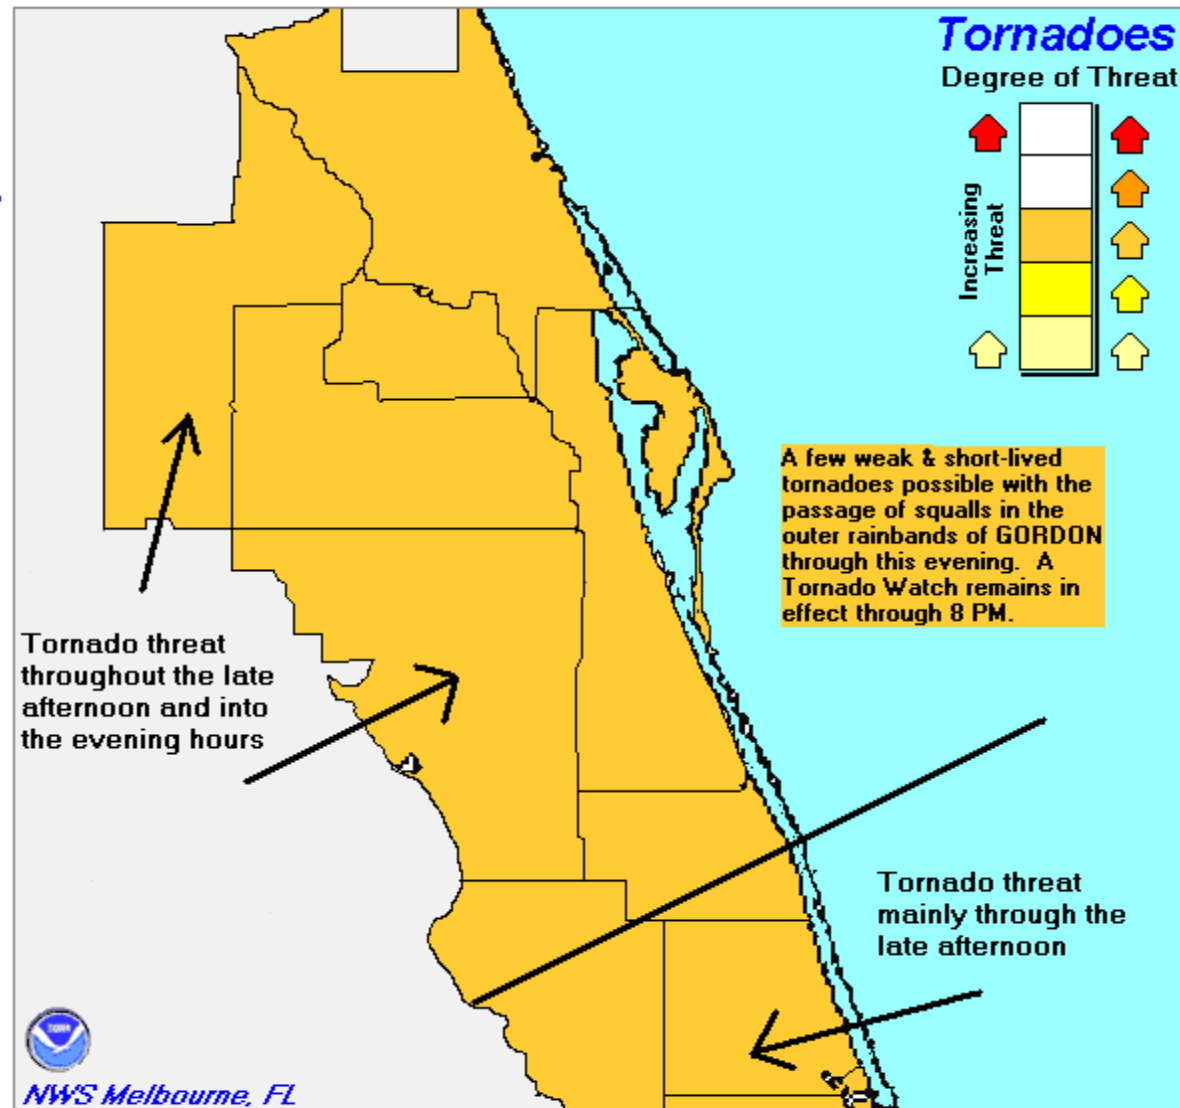 Tornadoes
Degree of Threat
Increasing
Threat
A few weak & short-lived
tornadoes possible with the
passage of squalls in the
outer rainbands of GORDON
through this evening.  A
Tornado Watch remains in
effect through 8 PM.
Tornado threat
throughout the late
afternoon and into
the evening hours
Tornado threat
mainly through the
late afternoon
NWS Melbourne, FL